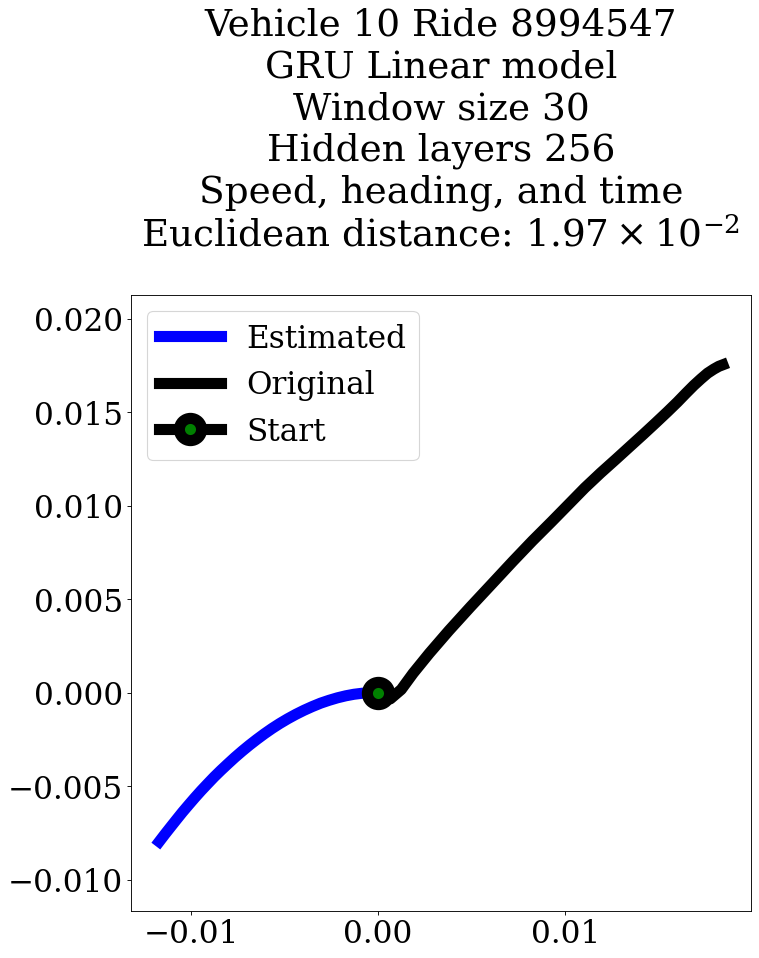 Vehicle 10 Ride 8994547
GRU Linear model
Window size 30
Hidden layers 256
Speed, heading, and time
Euclidean distance: 1.97 × 10⁻²
Estimated
Original
Start
0.020
0.015
0.010
0.005
0.000
−0.005
−0.010
−0.01 0.00 0.01